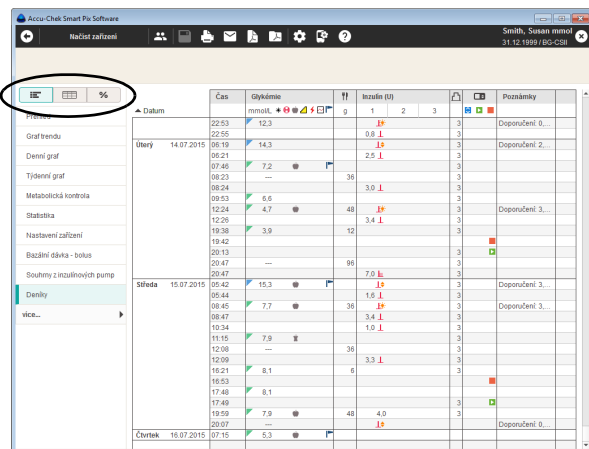 Accu-Chek Smart Pix Software
Načíst zařízení
Smith, Susan mmol
31.12.1999 / BG-CSII
%
Přehled
Graf trendu
Denní graf
Týdenní graf
Metabolická kontrola
Statistika
Nastavení zařízení
Bazální dávka - bolus
Souhrny z inzulínových pump
Deníky
více...
Čas Glykémie Inzulín (U) Poznámky
Datum mmol/L g 1 2 3
22:53 12,3 3 Doporučení: 0,...
22:55 0,8 3
Úterý 14.07.2015 06:19 14,3 3 Doporučení: 2,...
06:21 2,5 3
07:46 7,2 3
08:23 --- 36 3
08:24 3,0 3
09:53 6,6 3
12:24 4,7 48 3 Doporučení: 3,...
12:26 3,4 3
19:38 3,9 12 3
19:42
20:13 3
20:47 --- 96 3
20:47 7,0 3
Středa 15.07.2015 05:42 15,3 3 Doporučení: 3,...
05:44 1,6 3
08:45 7,7 36 3 Doporučení: 3,...
08:47 3,4 3
10:34 1,0 3
11:15 7,9 3
12:08 --- 36 3
12:09 3,3 3
16:21 8,1 6 3
16:53
17:48 8,1
17:49 3
19:59 7,9 48 4,0 3
20:07 --- Doporučení: 0,...
Čtvrtek 16.07.2015 07:15 5,3 3